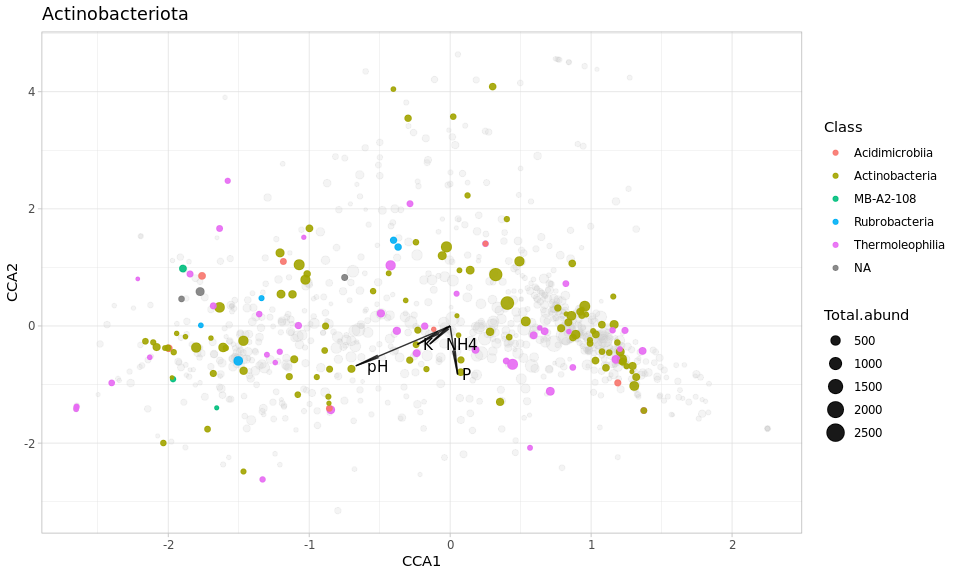 Actinobacteriota
CCA2
4
2
0
-2
K
NH4
pH
P
-2
-1
0
1
2
CCA1
Class
Acidimicrobiia
Actinobacteria
MB-A2-108
Rubrobacteria
Thermoleophilia
NA
Total.abund
500
1000
1500
2000
2500